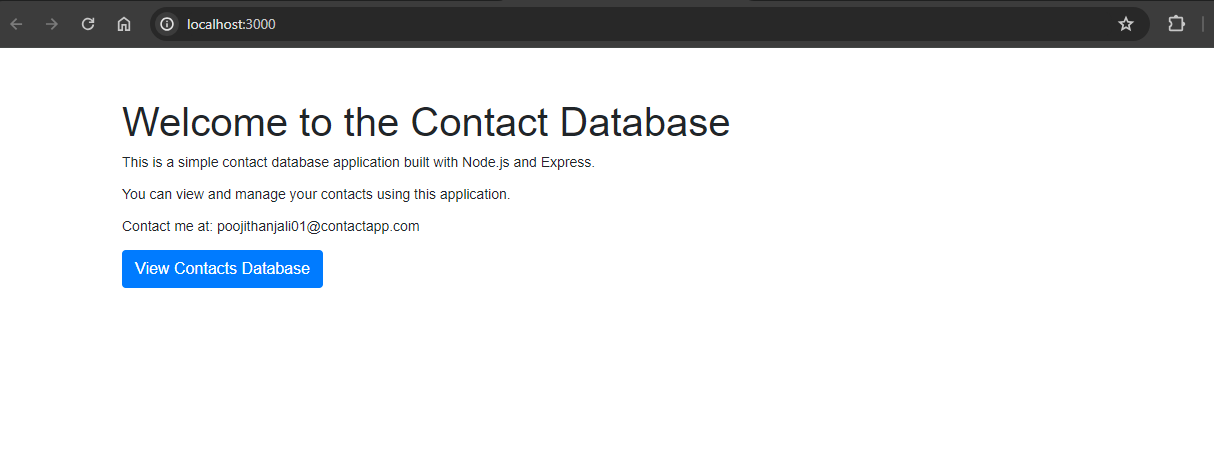 localhost:3000
Welcome to the Contact Database
This is a simple contact database application built with Node.js and Express.
You can view and manage your contacts using this application.
Contact me at: poojithanjali01@contactapp.com
View Contacts Database